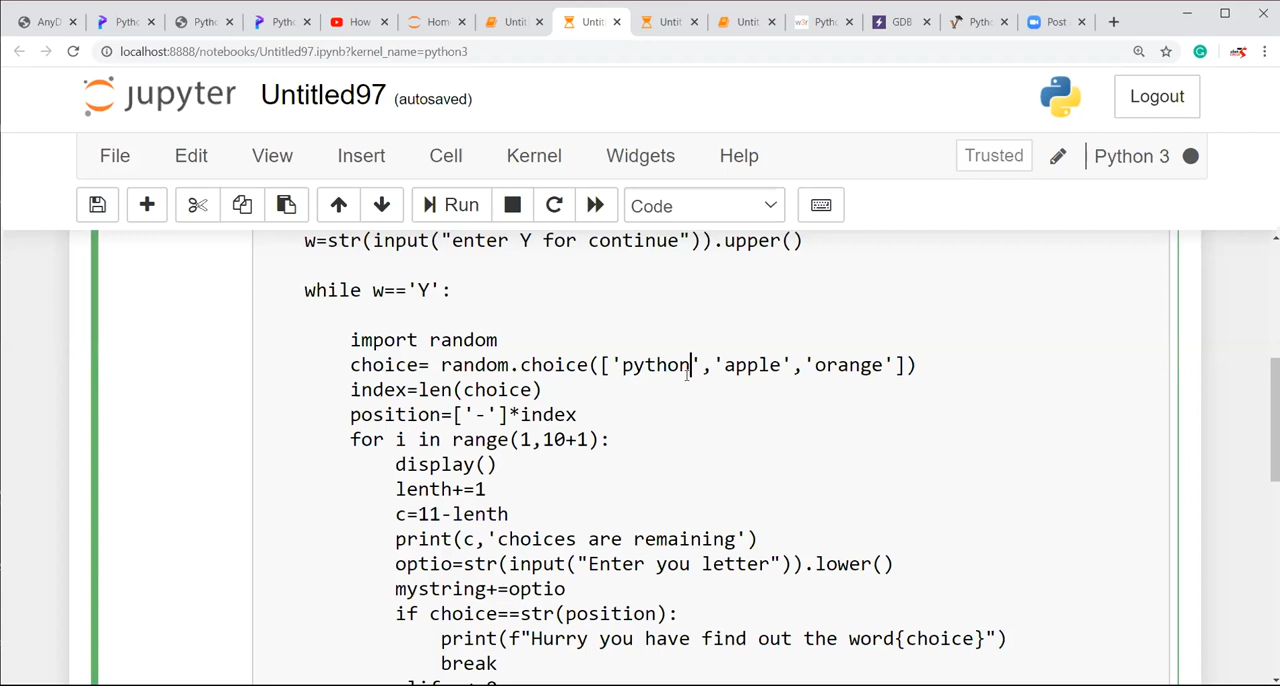 AnyD
Pytho
Pytho
Pytho
How
Hom
Untit
Untit
Untit
Untit
w3r Pytho
GDB
Pytho
Post
localhost:8888/notebooks/Untitled97.ipynb?kernel_name=python3
jupyter Untitled97 (autosaved)
Logout
File Edit View Insert Cell Kernel Widgets Help Trusted Python 3
Run Code
w=str(input("enter Y for continue")).upper()
while w=='Y':
import random
choice= random.choice(['python','apple','orange'])
index=len(choice)
position=['-']*index
for i in range(1,10+1):
display()
lenth+=1
c=11-lenth
print(c,'choices are remaining')
optio=str(input("Enter you letter")).lower()
mystring+=optio
if choice==str(position):
print(f"Hurry you have find out the word{choice}")
break